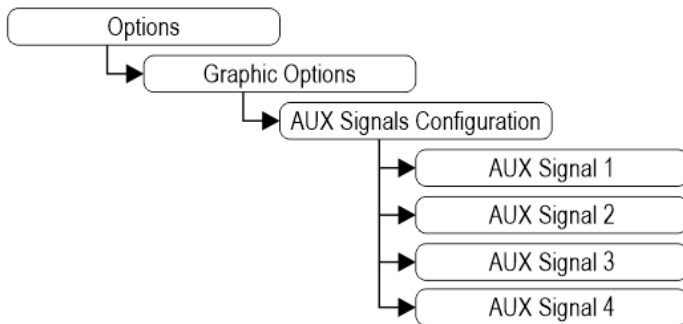 Options
Graphic Options
AUX Signals Configuration
AUX Signal 1
AUX Signal 2
AUX Signal 3
AUX Signal 4